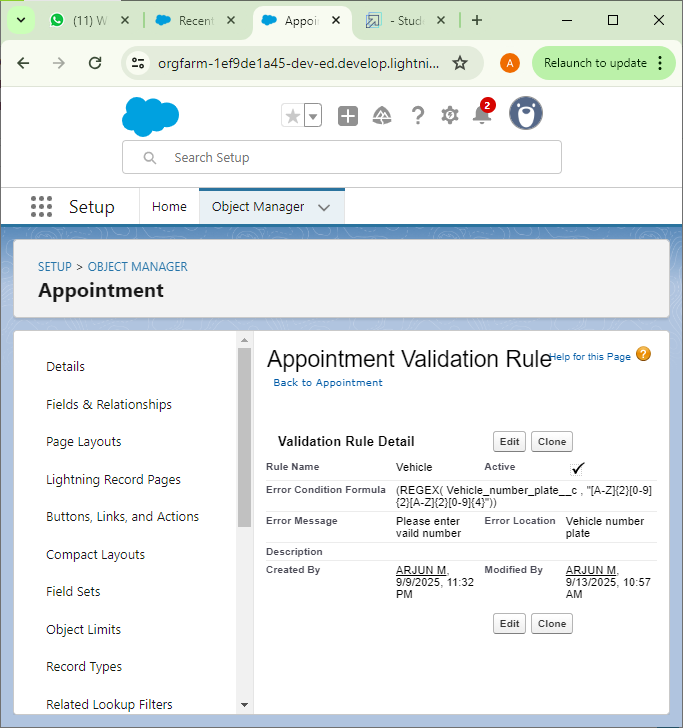 (11) W
Recent
Appoin
- Stude
orgfarm-1ef9de1a45-dev-ed.develop.lightni...
A
Relaunch to update
2
Search Setup
Setup
Home
Object Manager
SETUP > OBJECT MANAGER
Appointment
Details
Fields & Relationships
Page Layouts
Lightning Record Pages
Buttons, Links, and Actions
Compact Layouts
Field Sets
Object Limits
Record Types
Related Lookup Filters
Appointment Validation Rule
Help for this Page
Back to Appointment
Validation Rule Detail
Edit
Clone
Rule Name
Vehicle
Active
Error Condition Formula
(REGEX( Vehicle_number_plate__c , "[A-Z]{2}[0-9]
{2}[A-Z]{2}[0-9]{4}"))
Error Message
Please enter
vaild number
Error Location
Vehicle number
plate
Description
Created By
ARJUN M,
9/9/2025, 11:32
PM
Modified By
ARJUN M,
9/13/2025, 10:57
AM
Edit
Clone